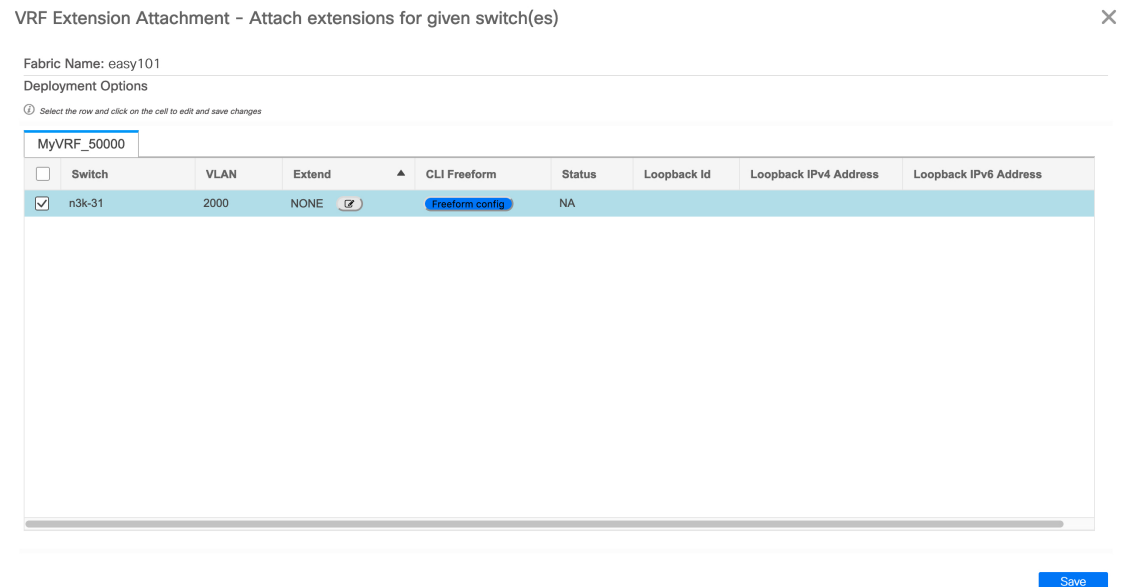 VRF Extension Attachment - Attach extensions for given switch(es)
Fabric Name: easy101
Deployment Options
Select the row and click on the cell to edit and save changes
MyVRF_50000
Switch VLAN Extend CLI Freeform Status Loopback Id Loopback IPv4 Address Loopback IPv6 Address
n3k-31 2000 NONE Freeform config NA
Save